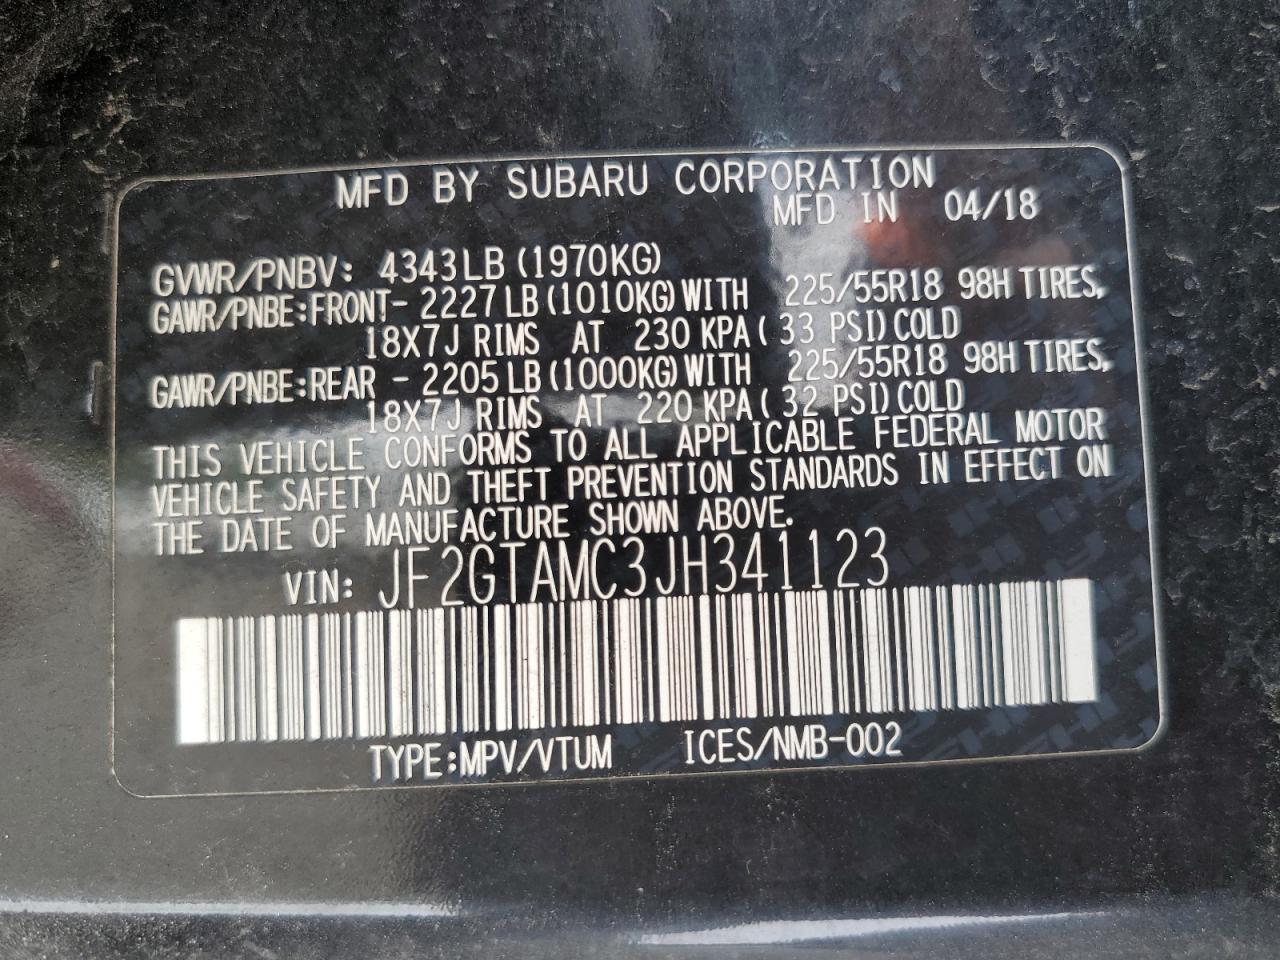 MFD BY SUBARU CORPORATION
MFD IN 04/18
GVWR/PNBV: 4343LB (1970KG)
GAWR/PNBE:FRONT- 2227LB (1010KG) WITH 225/55R18 98H TIRES,
18X7J RIMS AT 230 KPA ( 33 PSI) COLD
GAWR/PNBE:REAR - 2205LB (1000KG) WITH 225/55R18 98H TIRES,
18X7J RIMS AT 220 KPA ( 32 PSI) COLD
THIS VEHICLE CONFORMS TO ALL APPLICABLE FEDERAL MOTOR
VEHICLE SAFETY AND THEFT PREVENTION STANDARDS IN EFFECT ON
THE DATE OF MANUFACTURE SHOWN ABOVE.
VIN: JF2GTAMC3JH341123
TYPE:MPV/VTUM ICES/NMB-002